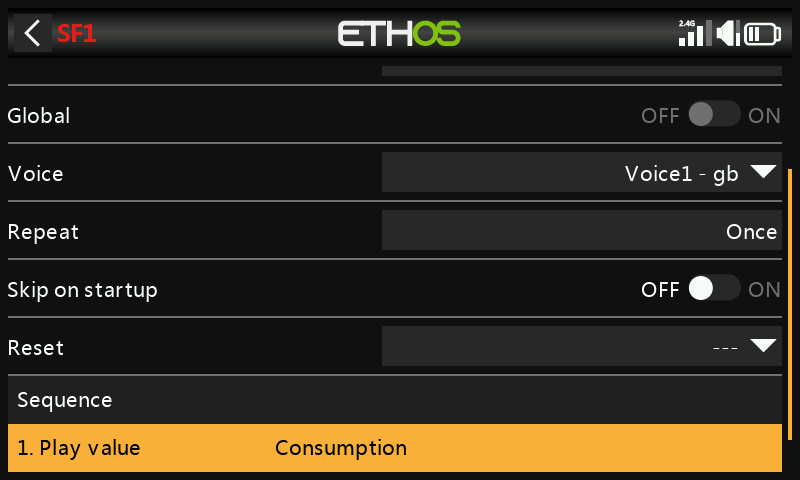 SF1
ETHOS
2.4G
Global OFF ON
Voice Voice1 - gb
Repeat Once
Skip on startup OFF ON
Reset ---
Sequence
1. Play value Consumption